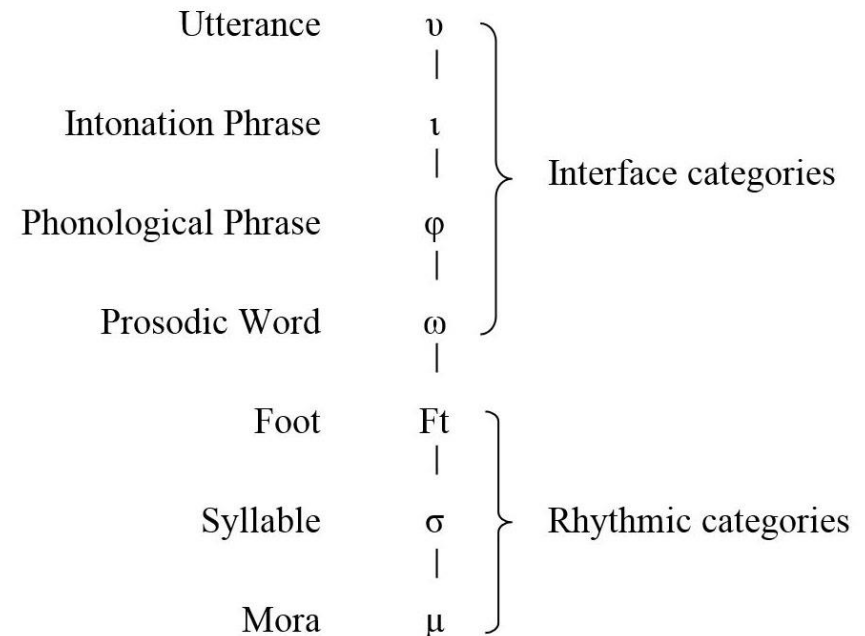 Utterance υ
Intonation Phrase ι
Interface categories
Phonological Phrase φ
Prosodic Word ω
Foot Ft
Syllable σ Rhythmic categories
Mora μ